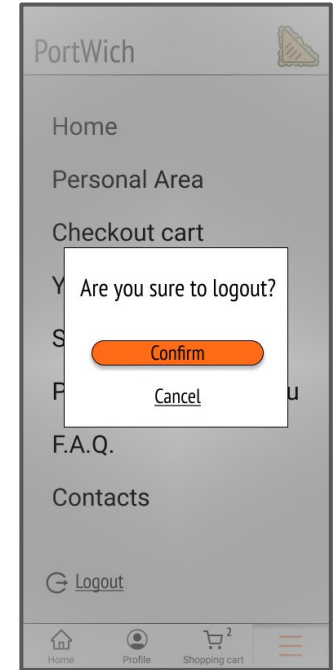 PortWich
Home
Personal Area
Checkout cart
Y
Are you sure to logout?
S
Confirm
P
u
Cancel
F.A.Q.
Contacts
Logout
2
Home
Profile
Shopping cart